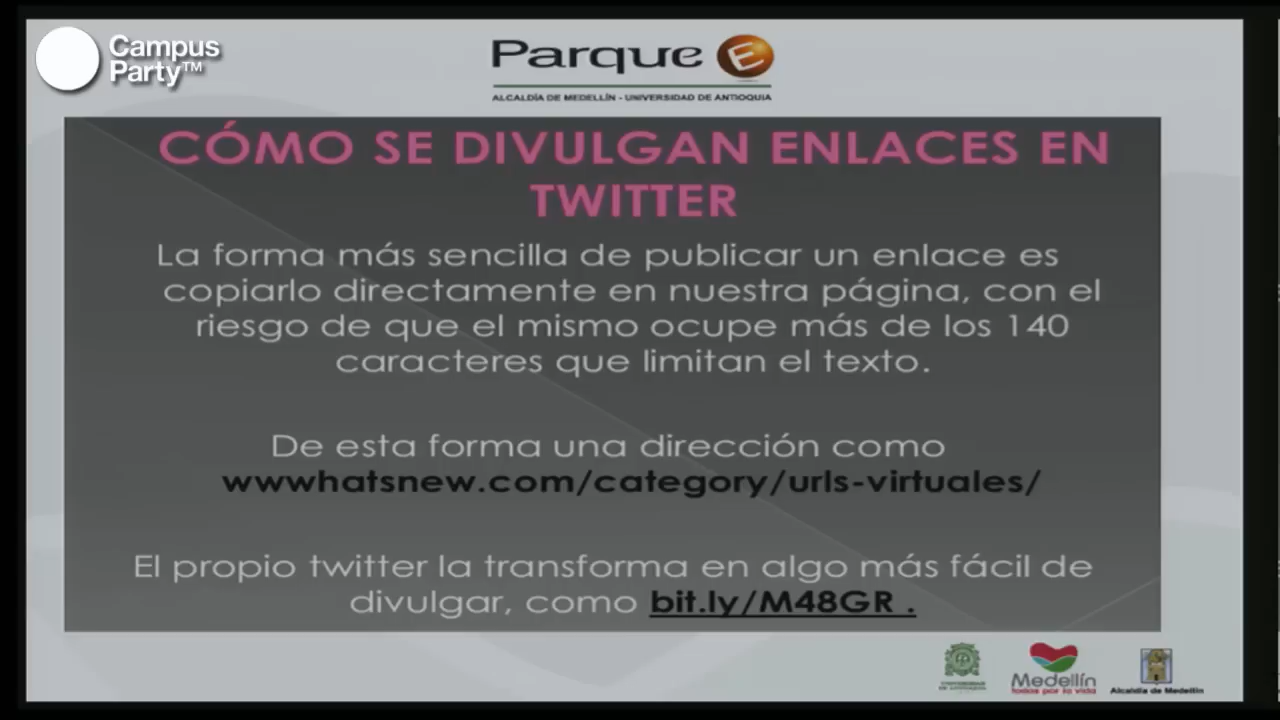 Campus
Party™
Parque E
ALCALDÍA DE MEDELLÍN - UNIVERSIDAD DE ANTIOQUIA
CÓMO SE DIVULGAN ENLACES EN
TWITTER
La forma más sencilla de publicar un enlace es
copiarlo directamente en nuestra página, con el
riesgo de que el mismo ocupe más de los 140
caracteres que limitan el texto.
De esta forma una dirección como
wwwhatsnew.com/category/urls-virtuales/
El propio twitter la transforma en algo más fácil de
divulgar, como bit.ly/M48GR .
UNIVERSIDAD
DE ANTIOQUIA
Medellín
todos por la vida
Alcaldía de Medellín